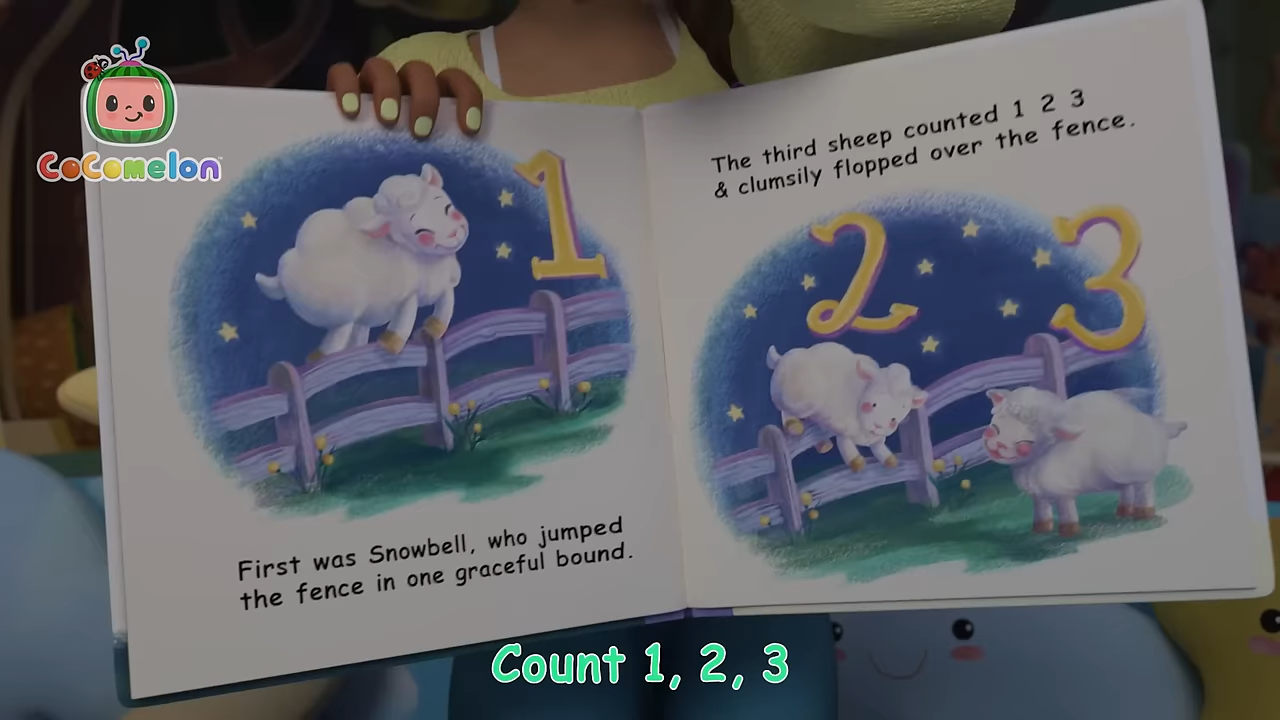 CoComelon
1
First was Snowbell, who jumped
the fence in one graceful bound.
The third sheep counted 1 2 3
& clumsily flopped over the fence.
2 3
Count 1, 2, 3